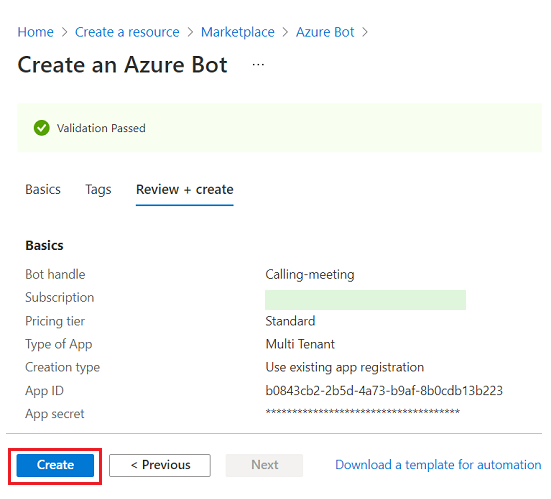 Home > Create a resource > Marketplace > Azure Bot >
Create an Azure Bot ...
Validation Passed
Basics Tags Review + create
Basics
Bot handle Calling-meeting
Subscription
Pricing tier Standard
Type of App Multi Tenant
Creation type Use existing app registration
App ID b0843cb2-2b5d-4a73-b9af-8b0cdb13b223
App secret *************************************
Create < Previous Next Download a template for automation